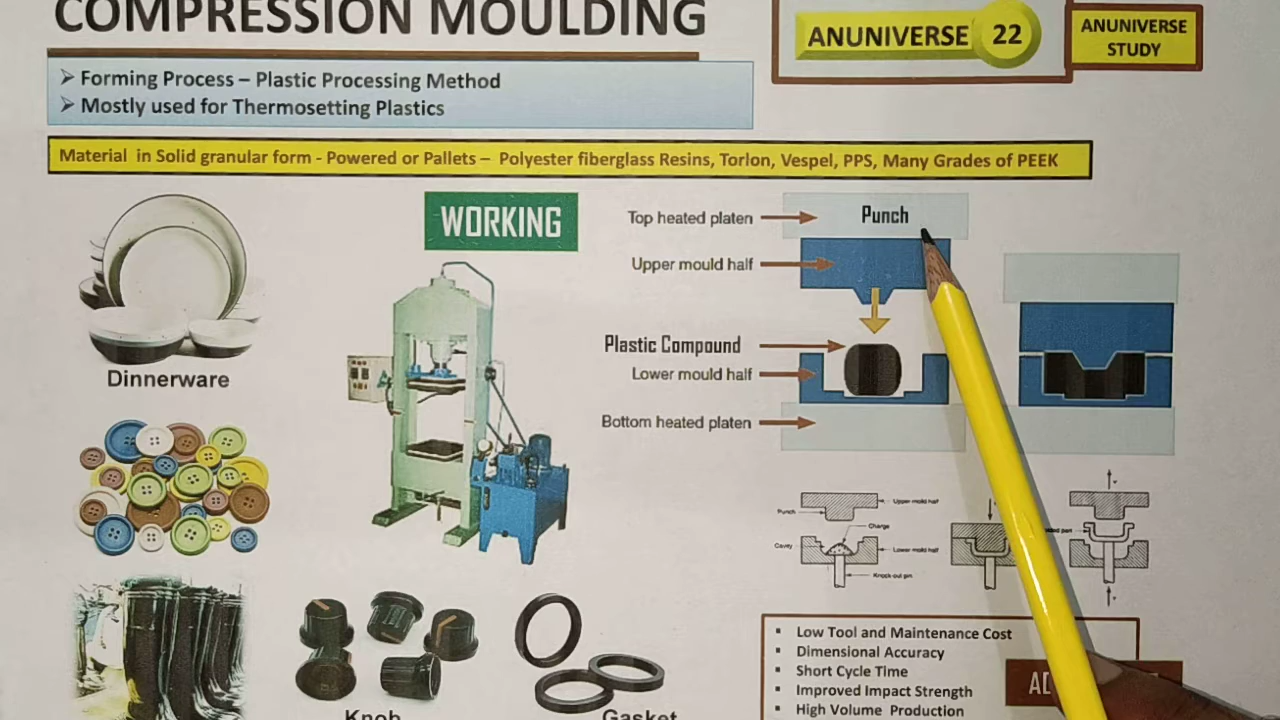 COMPRESSION MOULDING
ANUNIVERSE 22
ANUNIVERSE
STUDY
➢ Forming Process – Plastic Processing Method
➢ Mostly used for Thermosetting Plastics
Material in Solid granular form - Powered or Pallets – Polyester fiberglass Resins, Torlon, Vespel, PPS, Many Grades of PEEK
WORKING
Top heated platen
Punch
Upper mould half
Plastic Compound
Lower mould half
Bottom heated platen
Dinnerware
Upper mold half
Punch
Charge
Cavity
Lower mold half
Knock-out pin
part
Knob
Gasket
▪ Low Tool and Maintenance Cost
▪ Dimensional Accuracy
▪ Short Cycle Time
▪ Improved Impact Strength
▪ High Volume Production